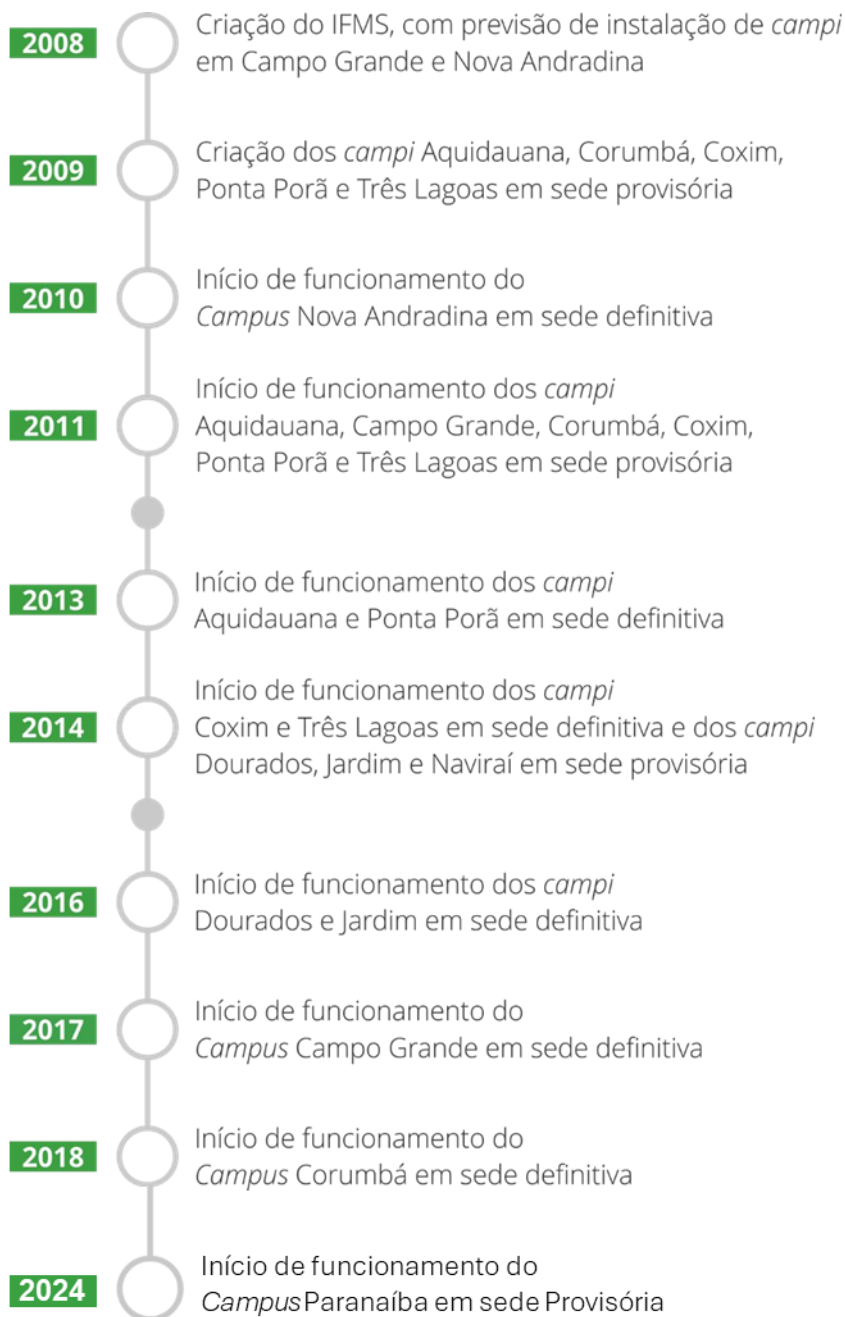 2008
Criação do IFMS, com previsão de instalação de campi
em Campo Grande e Nova Andradina
2009
Criação dos campi Aquidauana, Corumbá, Coxim,
Ponta Porã e Três Lagoas em sede provisória
2010
Início de funcionamento do
Campus Nova Andradina em sede definitiva
2011
Início de funcionamento dos campi
Aquidauana, Campo Grande, Corumbá, Coxim,
Ponta Porã e Três Lagoas em sede provisória
2013
Início de funcionamento dos campi
Aquidauana e Ponta Porã em sede definitiva
2014
Início de funcionamento dos campi
Coxim e Três Lagoas em sede definitiva e dos campi
Dourados, Jardim e Naviraí em sede provisória
2016
Início de funcionamento dos campi
Dourados e Jardim em sede definitiva
2017
Início de funcionamento do
Campus Campo Grande em sede definitiva
2018
Início de funcionamento do
Campus Corumbá em sede definitiva
2024
Início de funcionamento do
Campus Paranaíba em sede Provisória